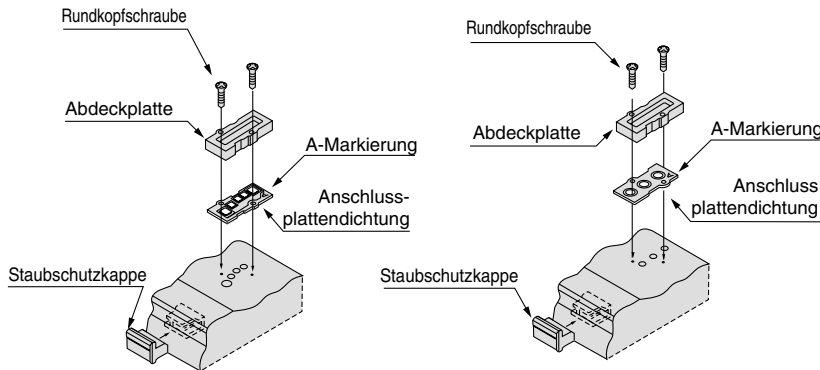 Rundkopfschraube
Abdeckplatte
A-Markierung
Anschluss-
plattendichtung
Staubschutzkappe
Rundkopfschraube
Abdeckplatte
A-Markierung
Anschluss
plattendichtung
Staubschutzkappe